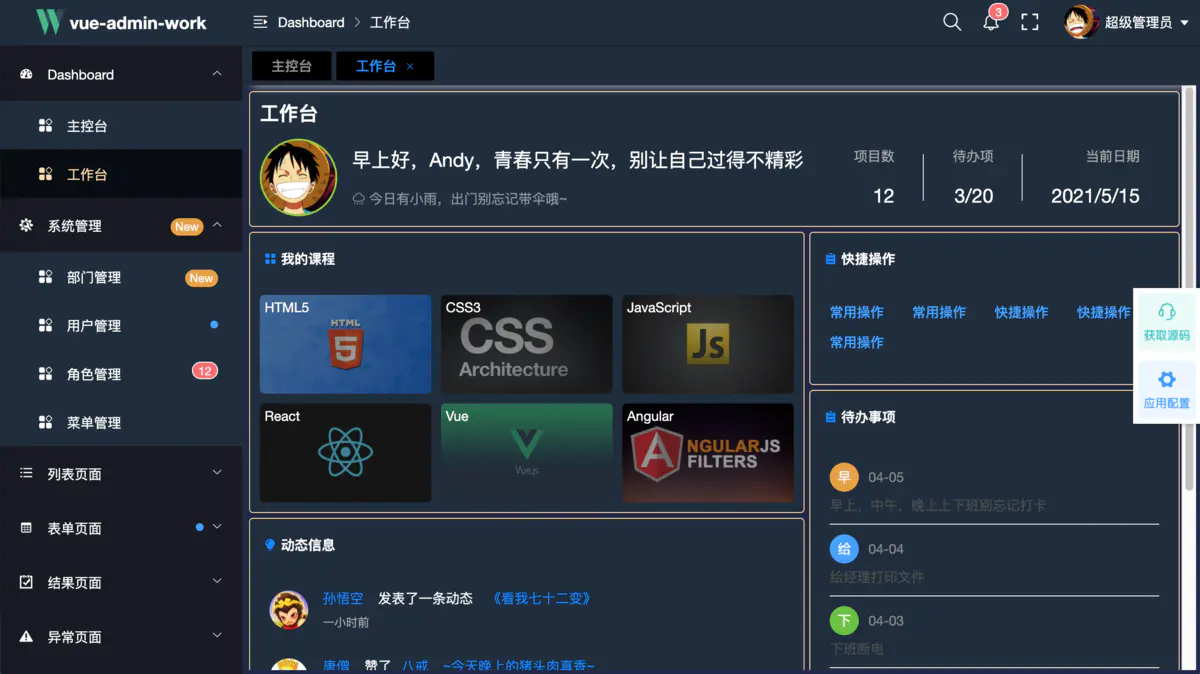 vue-admin-work
Dashboard > 工作台
3
超级管理员
Dashboard
主控台
工作台
系统管理 New
部门管理 New
用户管理
角色管理 12
菜单管理
列表页面
表单页面
结果页面
异常页面
主控台 工作台 ×
工作台
早上好，Andy，青春只有一次，别让自己过得不精彩
今日有小雨，出门别忘记带伞哦~
项目数
12
待办项
3/20
当前日期
2021/5/15
我的课程
HTML5
HTML
5
CSS3
CSS
Architecture
JavaScript
JS
React
Vue
Vue.js
Angular
A
NGULARJS
FILTERS
动态信息
孙悟空 发表了一条动态 《看我七十二变》
一小时前
唐僧 赞了 八戒 ~今天晚上的猪头肉真香~
快捷操作
常用操作 常用操作 快捷操作 快捷操作
常用操作
待办事项
早 04-05
早上，中午，晚上上下班别忘记打卡
给 04-04
给经理打印文件
下 04-03
下班断电
获取源码
应用配置